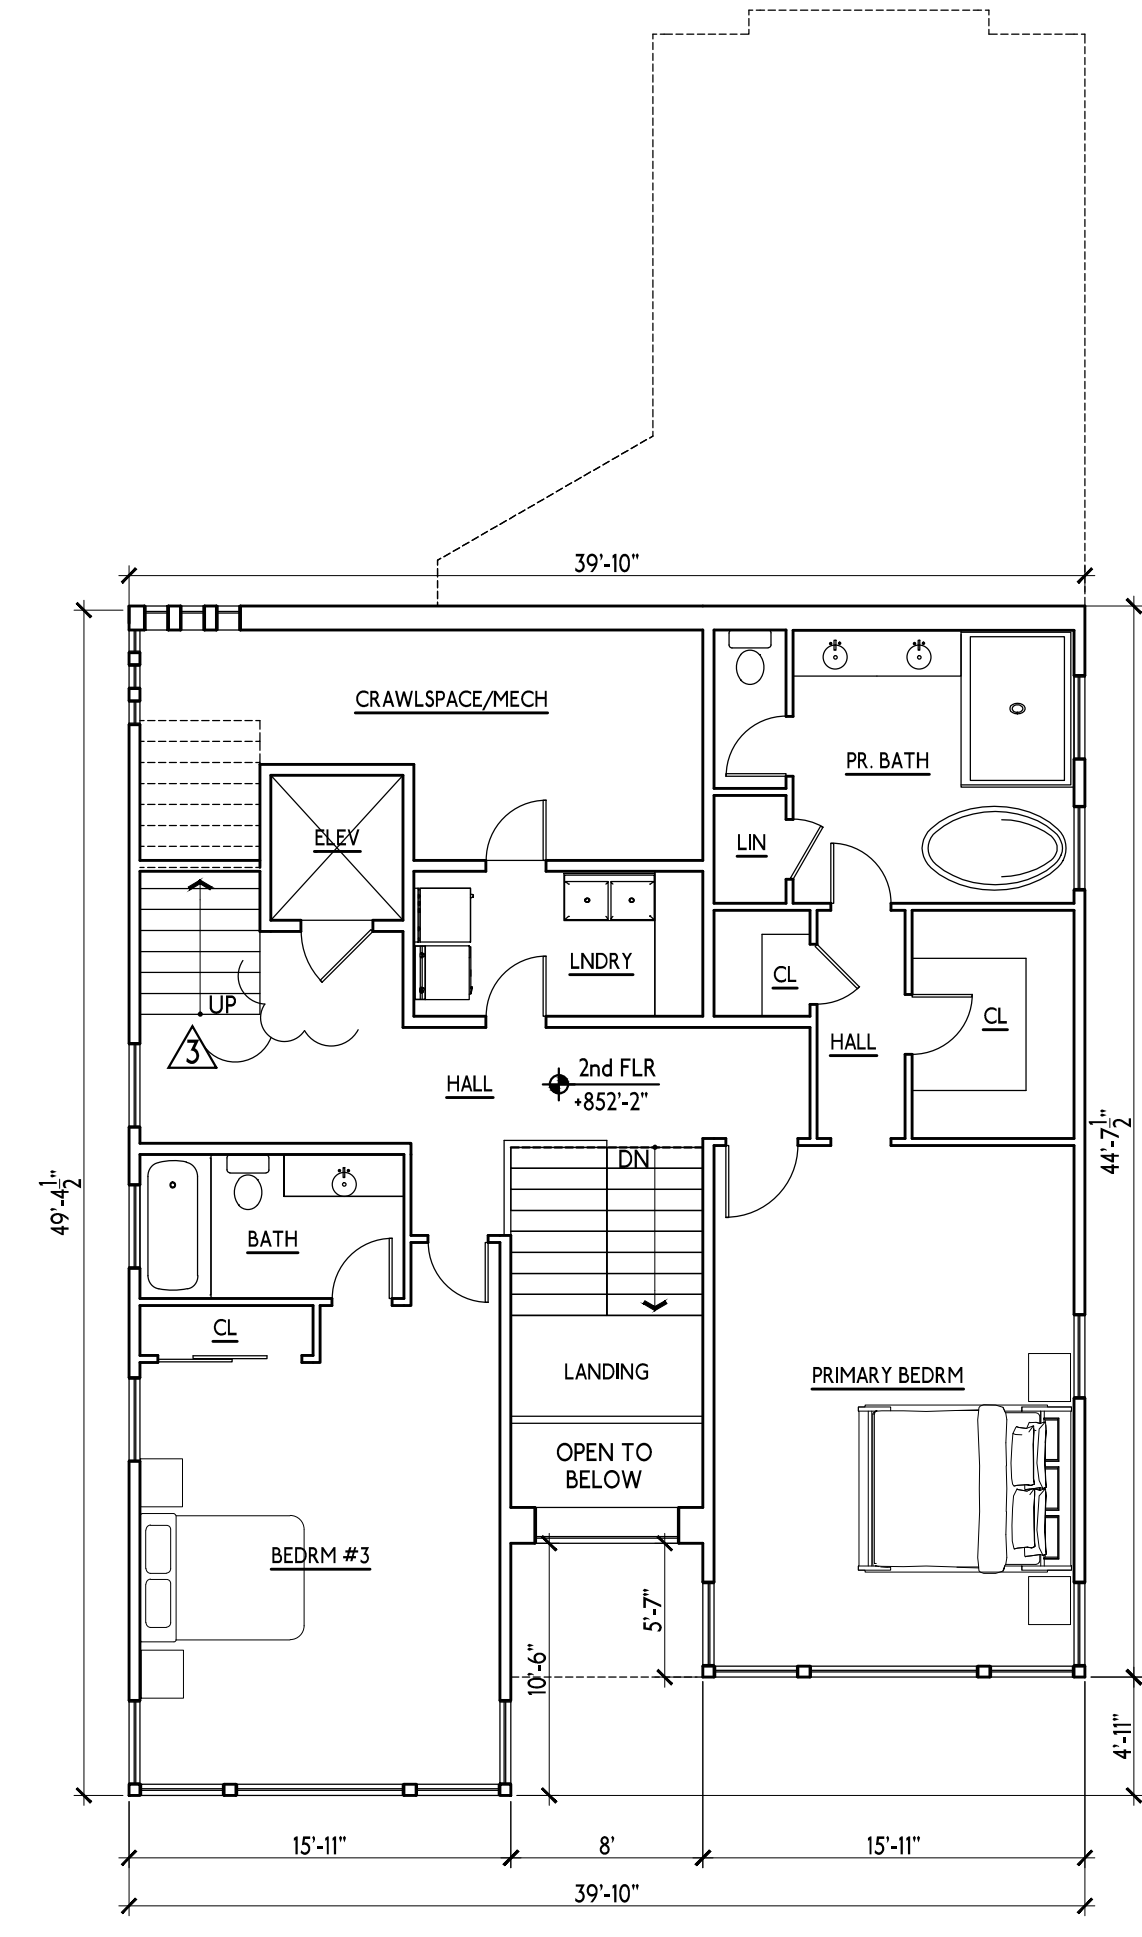 39'-10"
CRAWLSPACE/MECH
PR. BATH
ELEV
LIN
LNDRY
CL
UP
CL
HALL
3
HALL
2nd FLR
+852'-2"
44'-7 1/2"
DN
49'-4 1/2"
BATH
CL
LANDING
PRIMARY BEDRM
OPEN TO
BELOW
BEDRM #3
5'-7"
10'-6"
4'-11"
15'-11"
8'
15'-11"
39'-10"